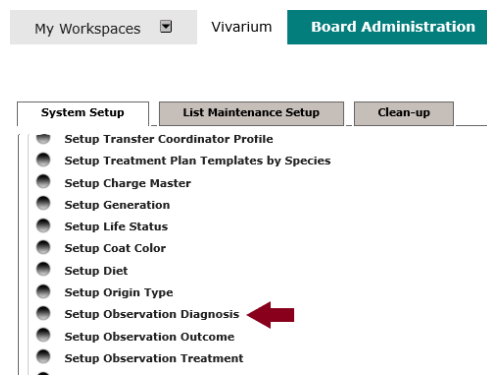 My Workspaces Vivarium Board Administration
System Setup List Maintenance Setup Clean-up
Setup Transfer Coordinator Profile
Setup Treatment Plan Templates by Species
Setup Charge Master
Setup Generation
Setup Life Status
Setup Coat Color
Setup Diet
Setup Origin Type
Setup Observation Diagnosis
Setup Observation Outcome
Setup Observation Treatment